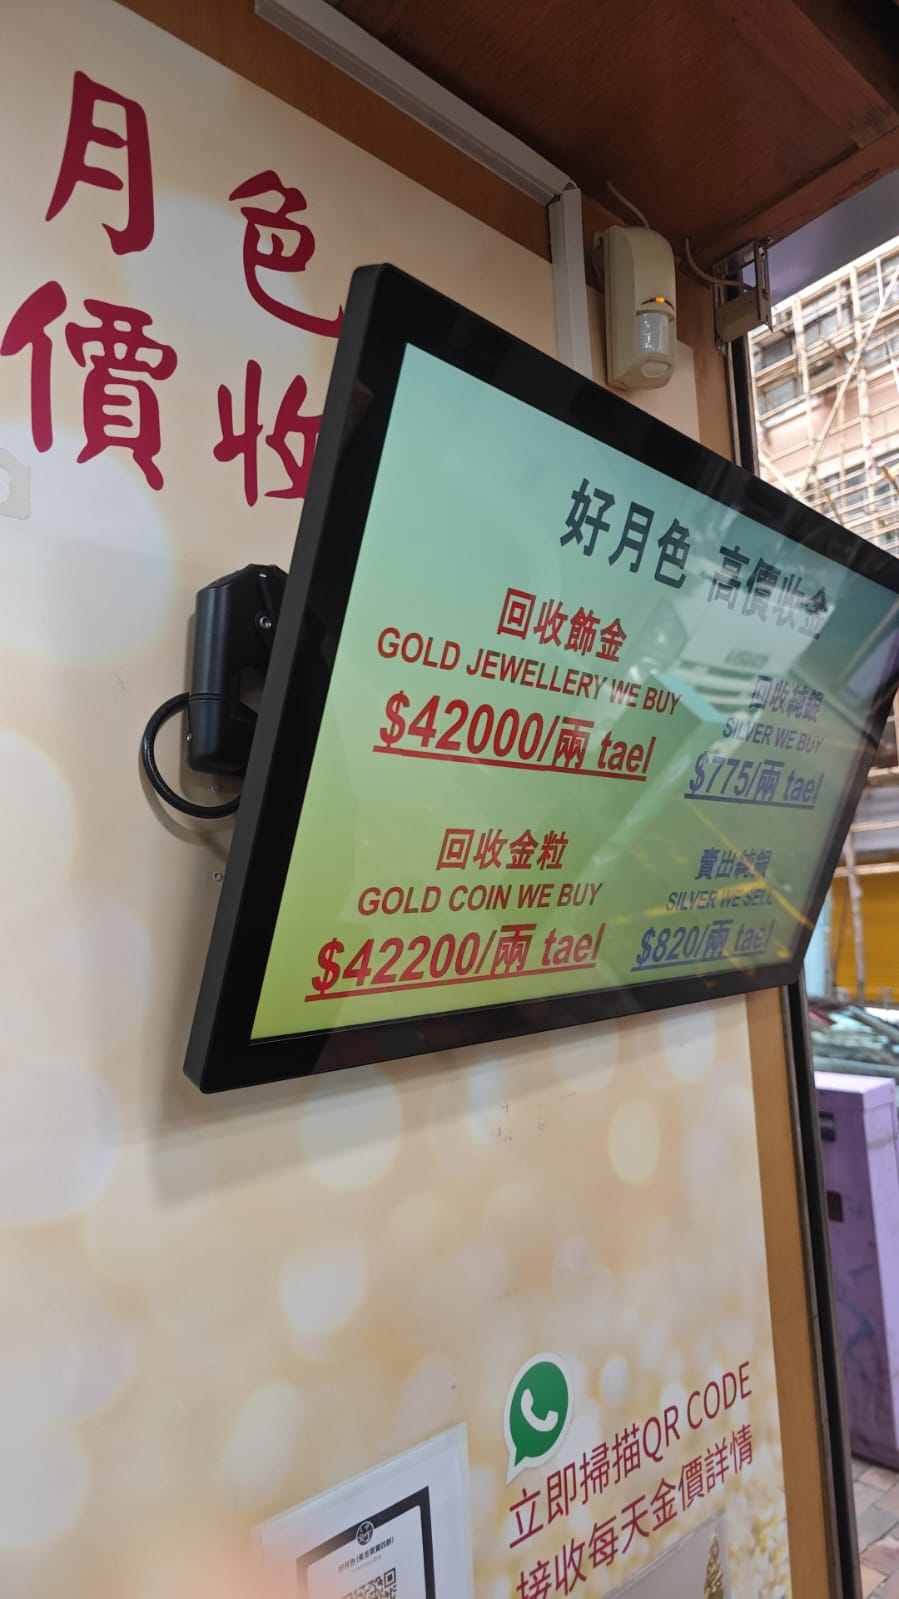 月色
價收
好月色 高價收金
回收飾金
GOLD JEWELLERY WE BUY
$42000/兩 tael
回收純銀
SILVER WE BUY
$775/兩 tael
回收金粒
GOLD COIN WE BUY
$42200/兩 tael
賣出純銀
SILVER WE SELL
$820/兩 tael
立即掃描QR CODE
接收每天金價詳情